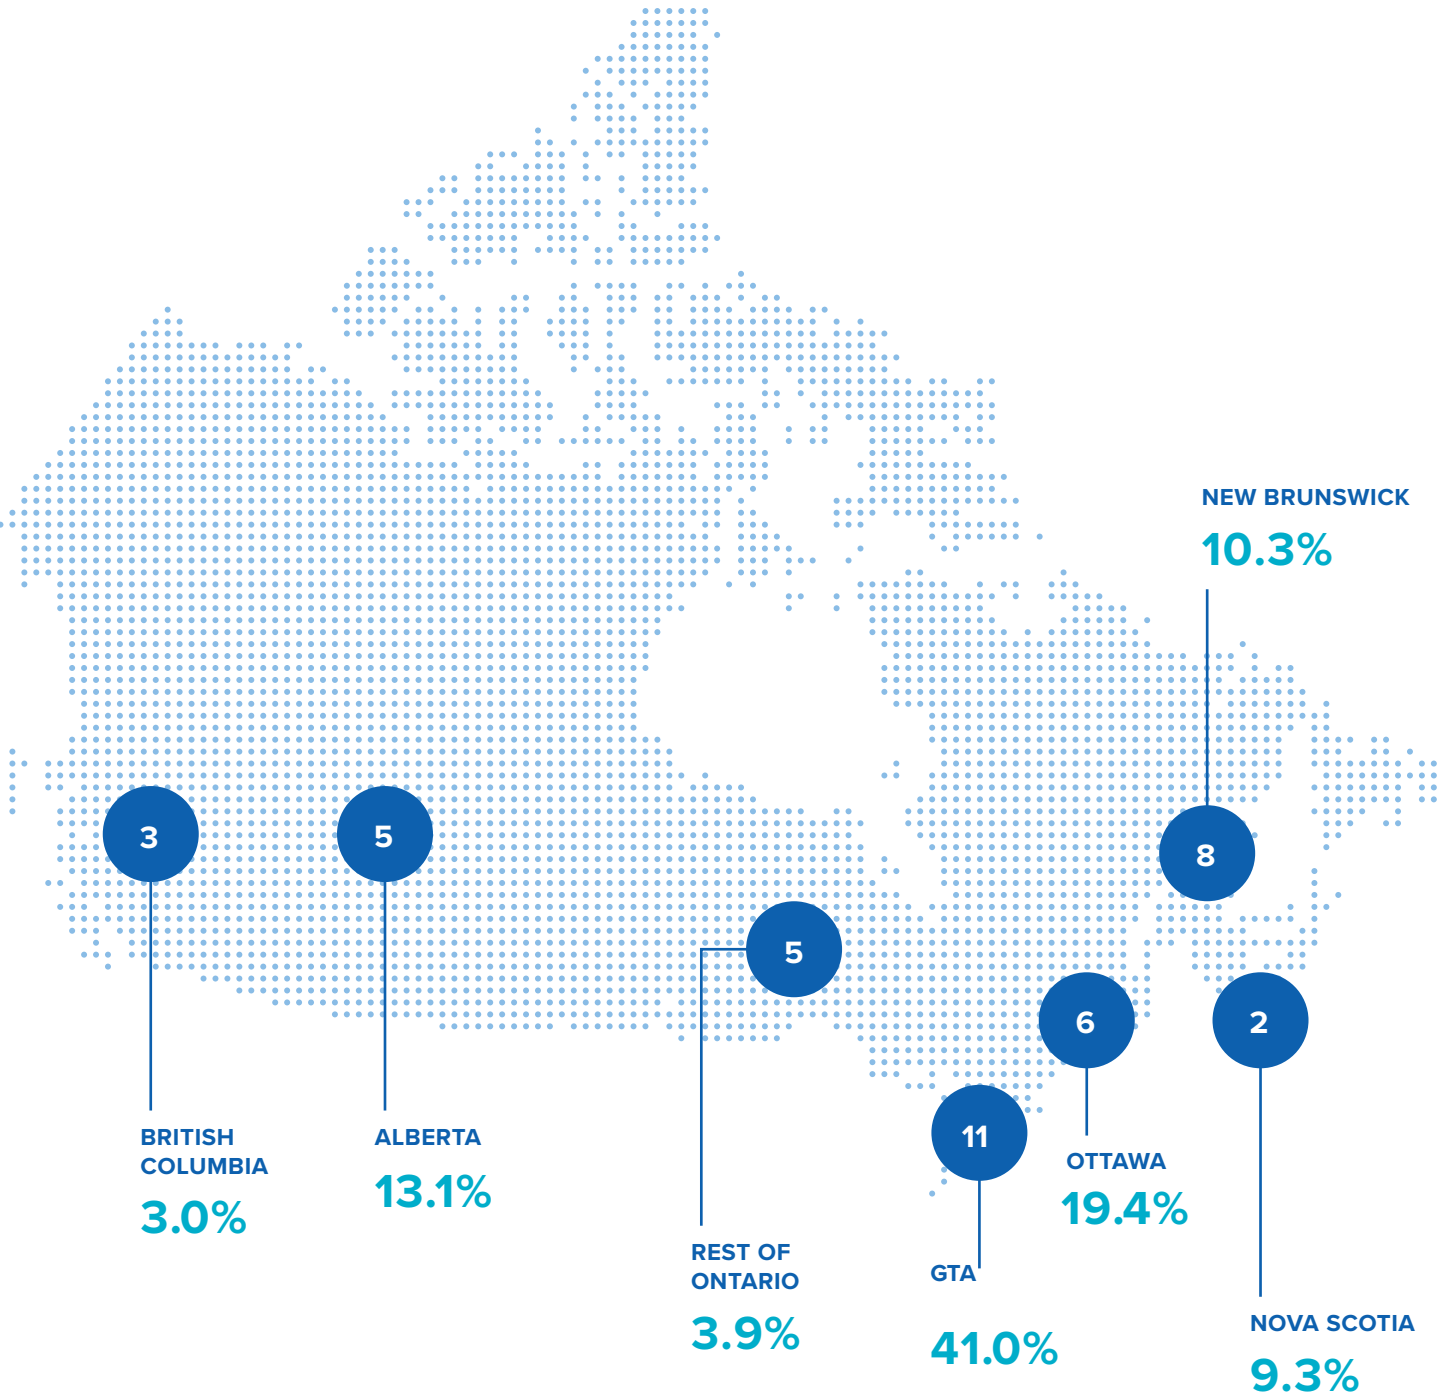 NEW BRUNSWICK
10.3%
3
5
8
5
6
2
11
BRITISH
COLUMBIA
3.0%
ALBERTA
13.1%
REST OF
ONTARIO
3.9%
GTA
41.0%
OTTAWA
19.4%
NOVA SCOTIA
9.3%